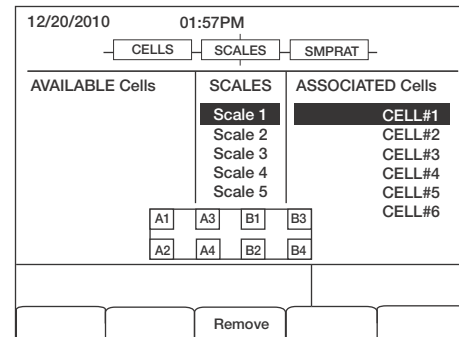 12/20/2010 01:57PM
CELLS SCALES SMPRAT
AVAILABLE Cells SCALES ASSOCIATED Cells
Scale 1 CELL#1
Scale 2 CELL#2
Scale 3 CELL#3
Scale 4 CELL#4
Scale 5 CELL#5
CELL#6
A1 A3 B1 B3
A2 A4 B2 B4
Remove